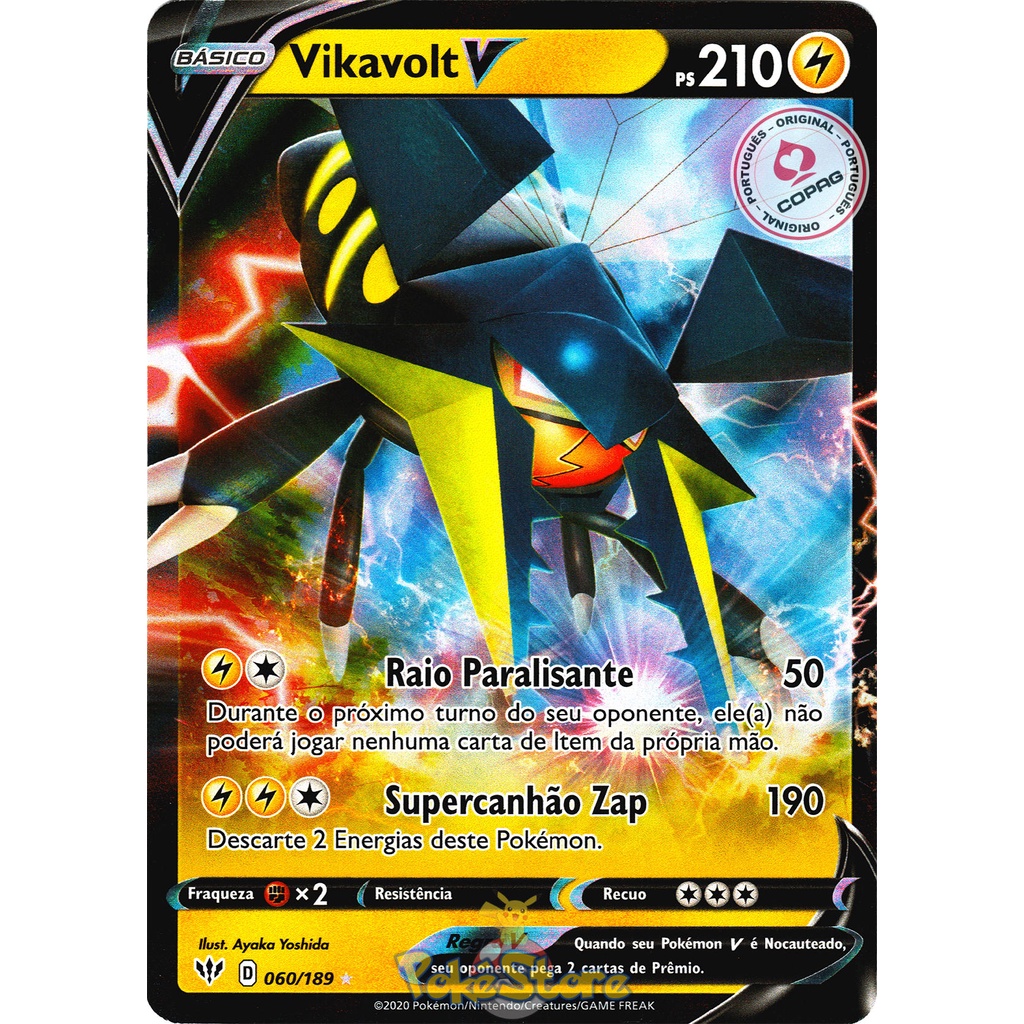 BÁSICO
Vikavolt V
PS 210
ORIGINAL - PORTUGUÊS - ORIGINAL - PORTUGUÊS -
COPAG
Raio Paralisante 50
Durante o próximo turno do seu oponente, ele(a) não
poderá jogar nenhuma carta de Item da própria mão.
Supercanhão Zap 190
Descarte 2 Energias deste Pokémon.
Fraqueza ×2 Resistência Recuo
Ilust. Ayaka Yoshida
Regra V Quando seu Pokémon V é Nocauteado,
seu oponente pega 2 cartas de Prêmio.
D 060/189
PokéStore
©2020 Pokémon/Nintendo/Creatures/GAME FREAK